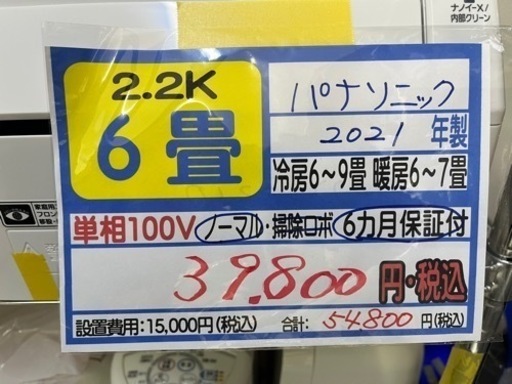 ナノイーX/
内部クリーン
2.2K
6畳
パナソニック
2021 年製
冷房6〜9畳 暖房6〜7畳
単相100V ノーマル・掃除ロボ 6カ月保証付
39.800 円・税込
設置費用:15,000円(税込) 合計: 54800 円(税込)